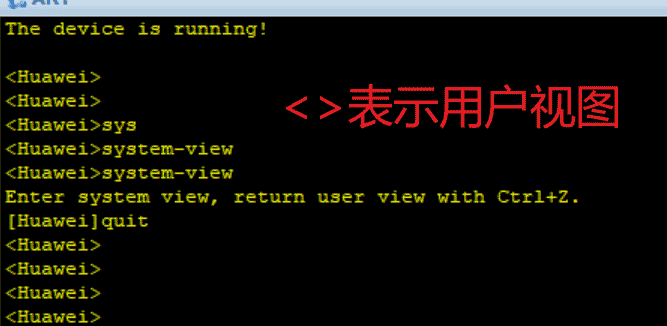 The device is running!
<Huawei>
<Huawei>
<Huawei>sys
<Huawei>system-view
<Huawei>system-view
Enter system view, return user view with Ctrl+Z.
[Huawei]quit
<Huawei>
<Huawei>
<Huawei>
<Huawei>
<>表示用户视图